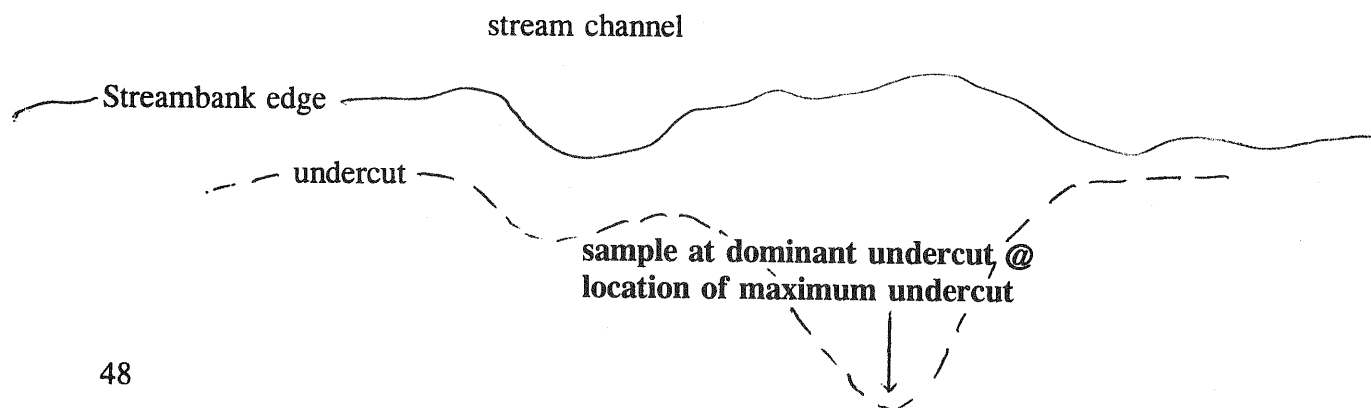 stream channel
Streambank edge
undercut
sample at dominant undercut @
location of maximum undercut
48